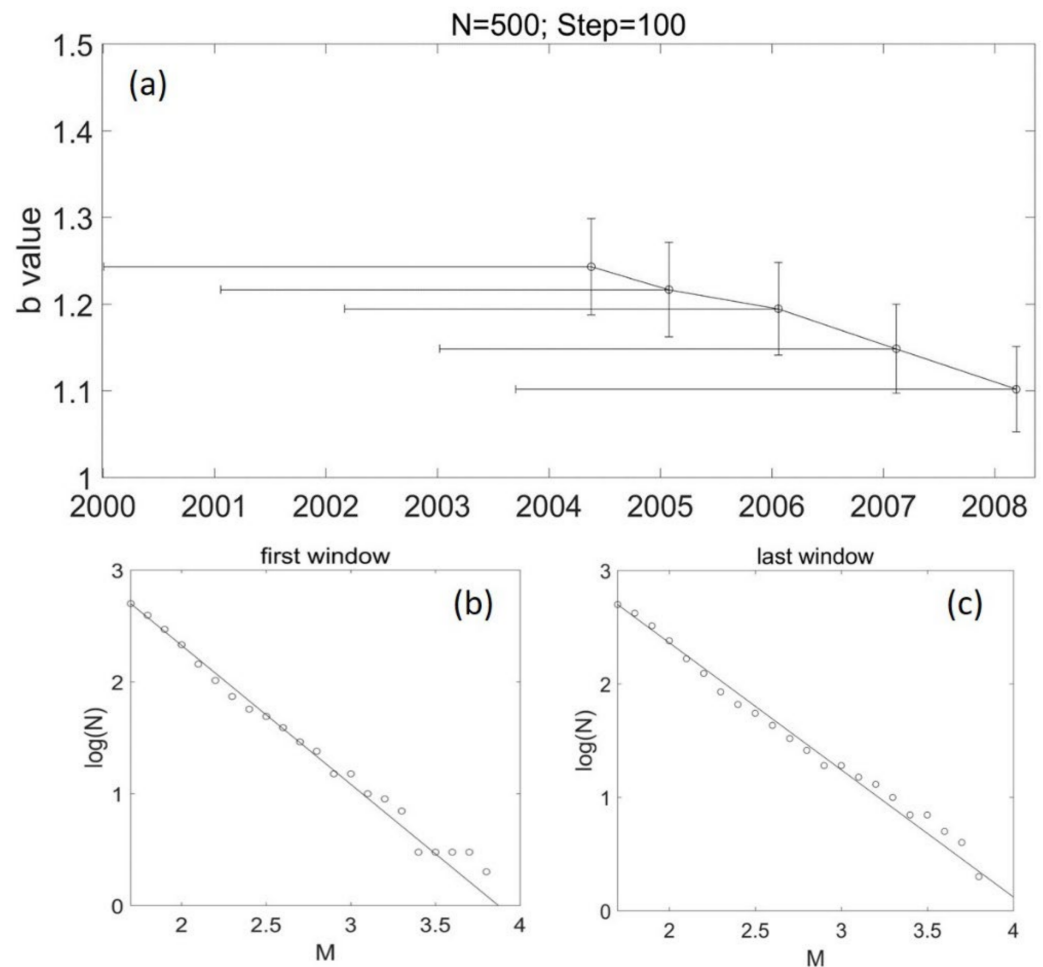 N=500; Step=100
(a)
b value
1.5
1.4
1.3
1.2
1.1
1
2000 2001 2002 2003 2004 2005 2006 2007 2008
first window
(b)
log(N)
3
2
1
0
2 2.5 3 3.5 4
M
last window
(c)
log(N)
3
2
1
0
2 2.5 3 3.5 4
M